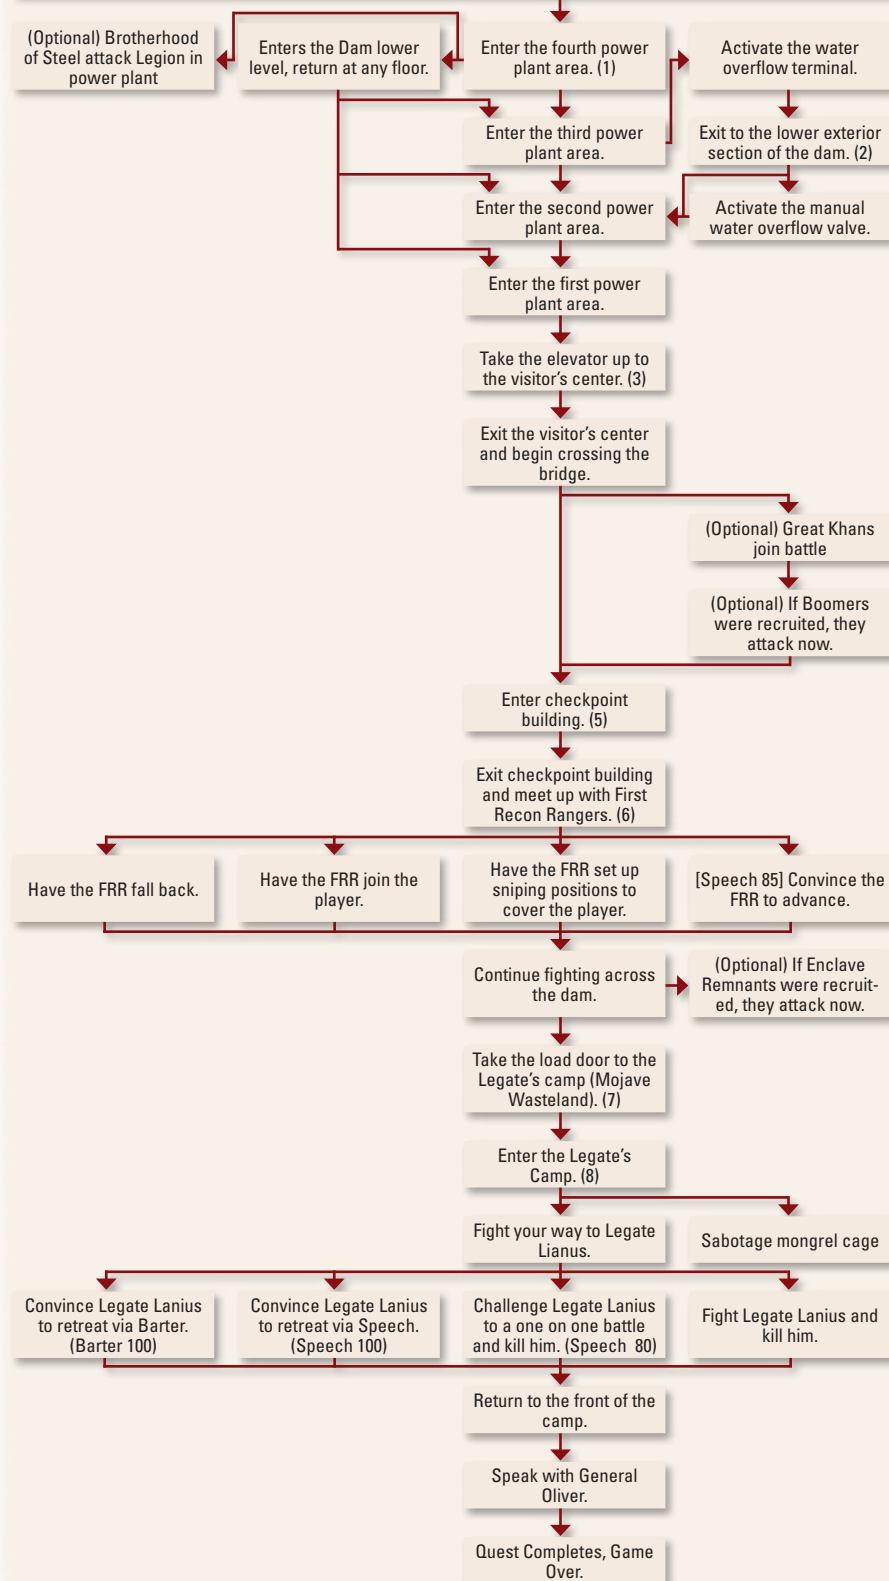 (Optional) Brotherhood
of Steel attack Legion in
power plant
Enters the Dam lower
level, return at any floor.
Enter the fourth power
plant area. (1)
Activate the water
overflow terminal.
Enter the third power
plant area.
Exit to the lower exterior
section of the dam. (2)
Enter the second power
plant area.
Activate the manual
water overflow valve.
Enter the first power
plant area.
Take the elevator up to
the visitor's center. (3)
Exit the visitor's center
and begin crossing the
bridge.
(Optional) Great Khans
join battle
(Optional) If Boomers
were recruited, they
attack now.
Enter checkpoint
building. (5)
Exit checkpoint building
and meet up with First
Recon Rangers. (6)
Have the FRR fall back.
Have the FRR join the
player.
Have the FRR set up
sniping positions to
cover the player.
[Speech 85] Convince the
FRR to advance.
Continue fighting across
the dam.
(Optional) If Enclave
Remnants were recruit-
ed, they attack now.
Take the load door to the
Legate's camp (Mojave
Wasteland). (7)
Enter the Legate's
Camp. (8)
Fight your way to Legate
Lianus.
Sabotage mongrel cage
Convince Legate Lanius
to retreat via Barter.
(Barter 100)
Convince Legate Lanius
to retreat via Speech.
(Speech 100)
Challenge Legate Lanius
to a one on one battle
and kill him. (Speech 80)
Fight Legate Lanius and
kill him.
Return to the front of the
camp.
Speak with General
Oliver.
Quest Completes, Game
Over.